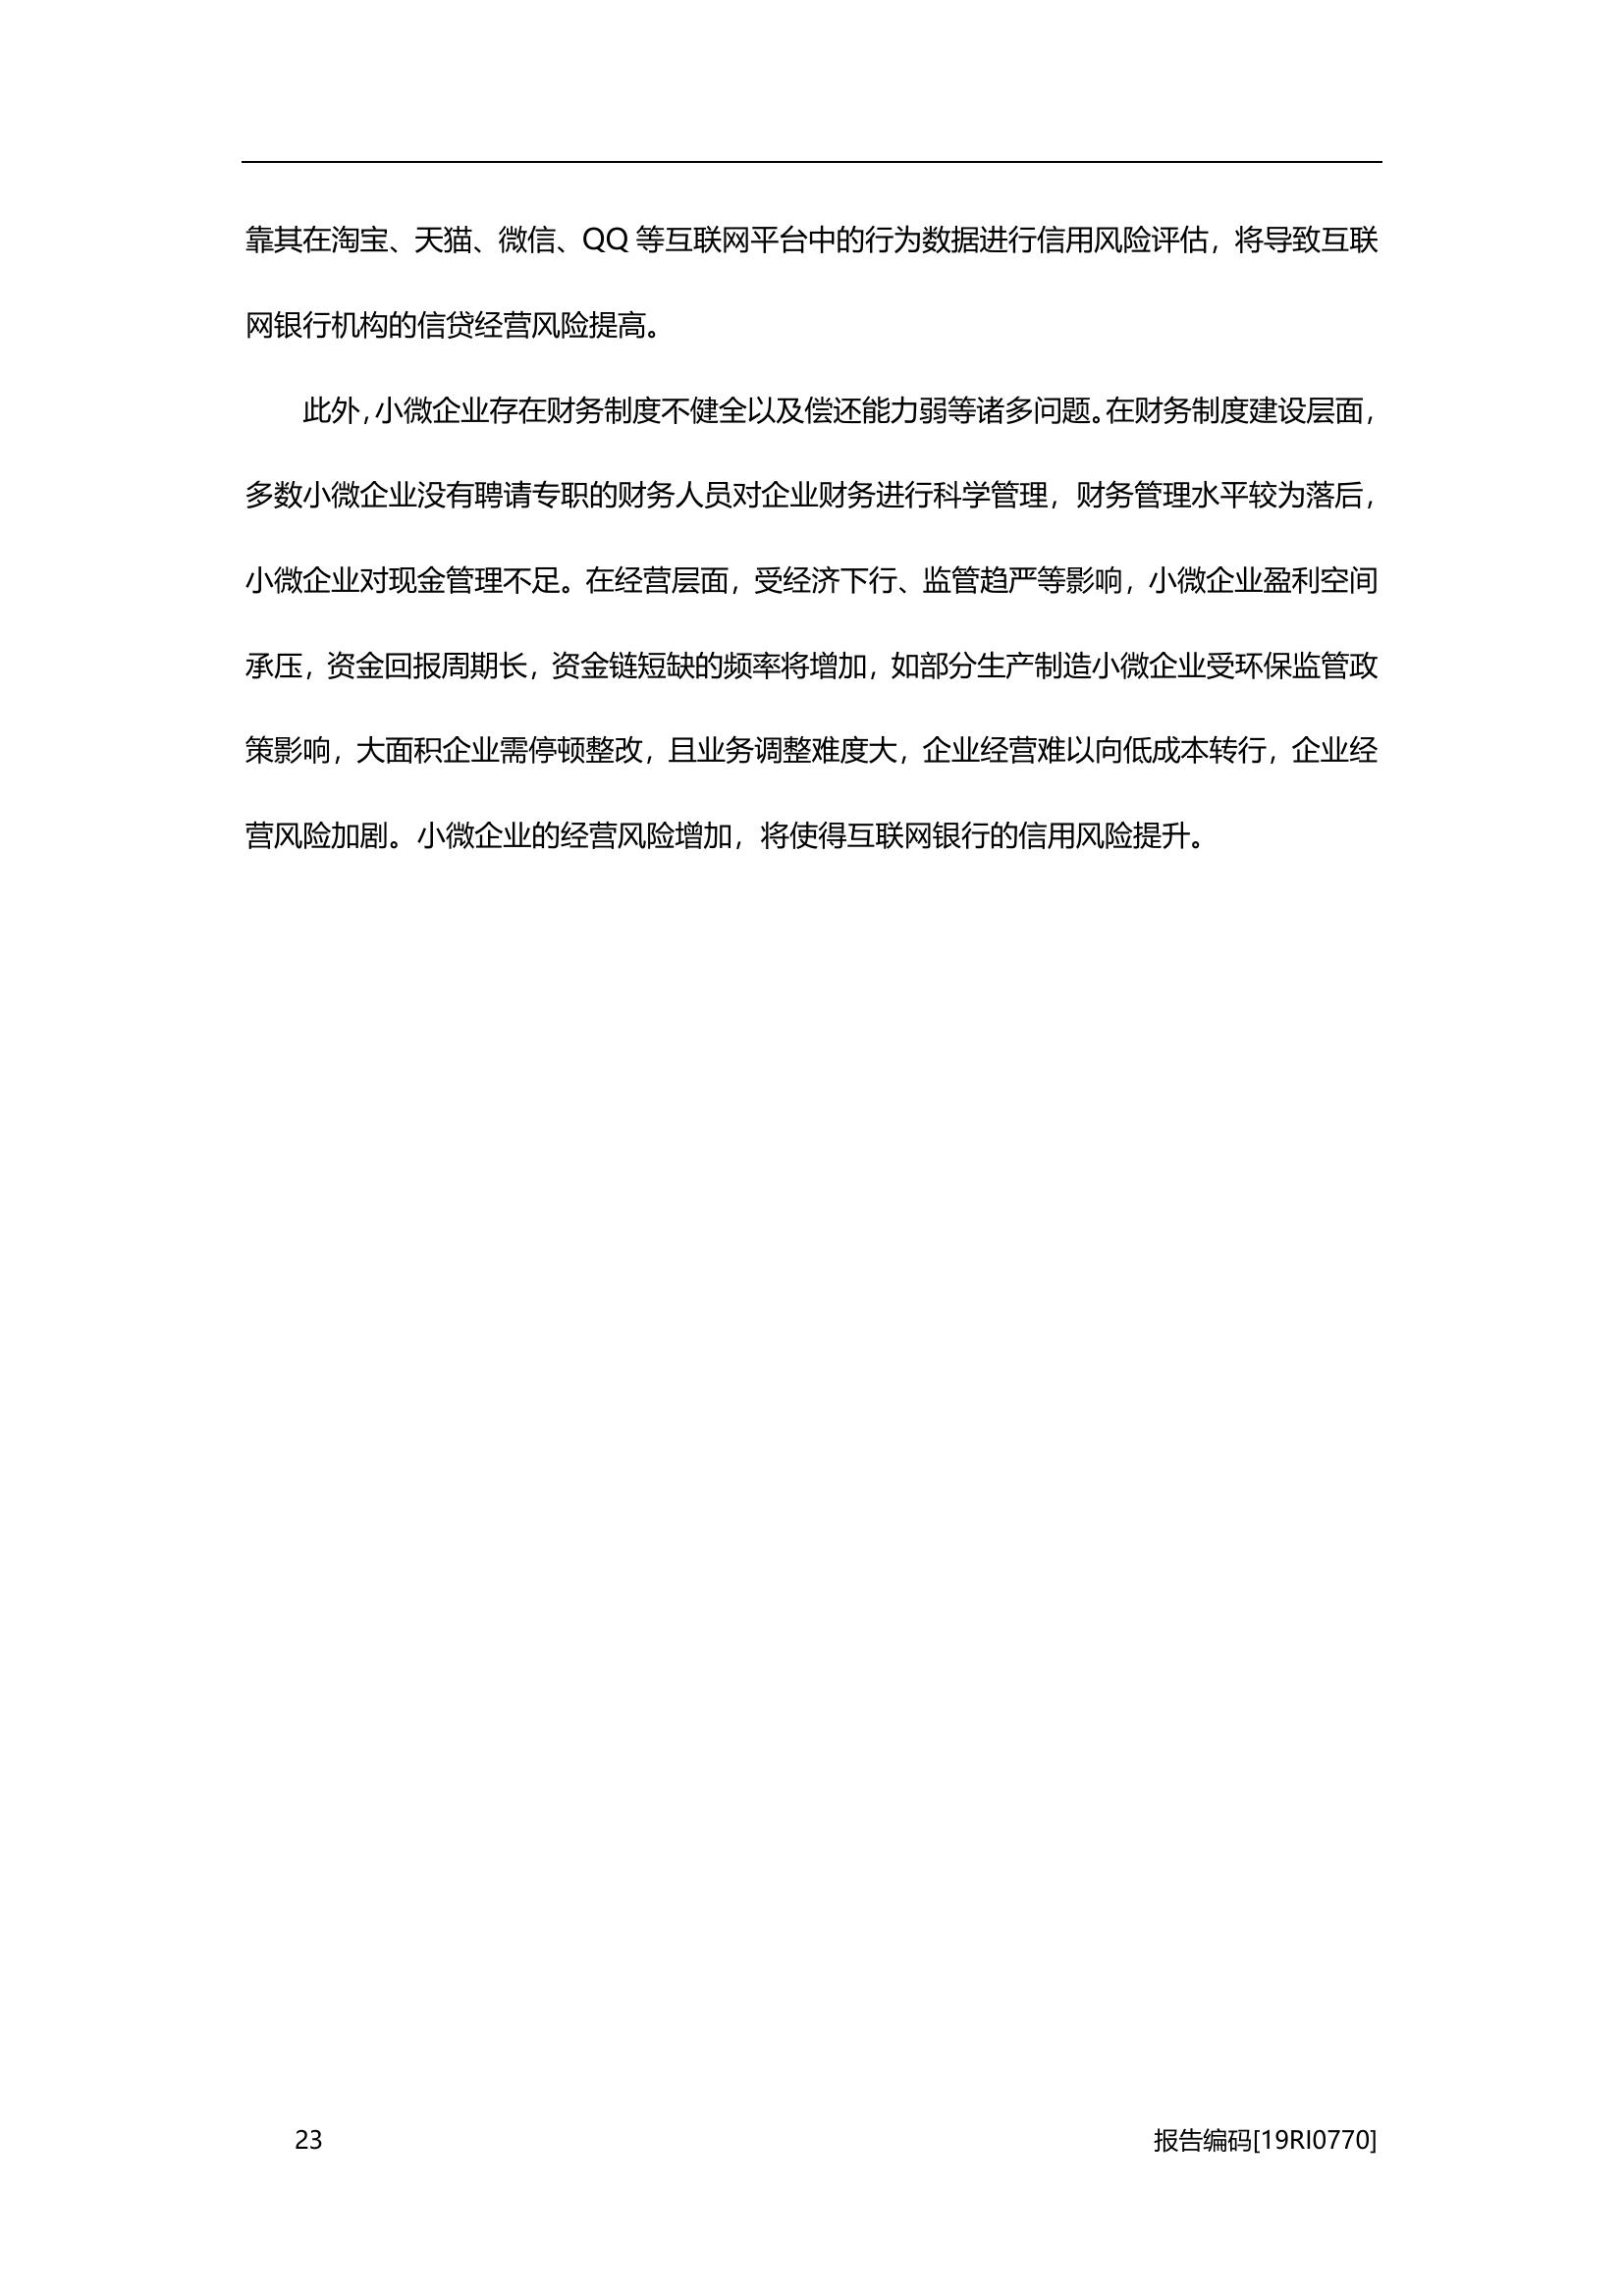 靠其在淘宝、天猫、微信、QQ 等互联网平台中的行为数据进行信用风险评估，将导致互联
网银行机构的信贷经营风险提高。
此外，小微企业存在财务制度不健全以及偿还能力弱等诸多问题。在财务制度建设层面，
多数小微企业没有聘请专职的财务人员对企业财务进行科学管理，财务管理水平较为落后，
小微企业对现金管理不足。在经营层面，受经济下行、监管趋严等影响，小微企业盈利空间
承压，资金回报周期长，资金链短缺的频率将增加，如部分生产制造小微企业受环保监管政
策影响，大面积企业需停顿整改，且业务调整难度大，企业经营难以向低成本转行，企业经
营风险加剧。小微企业的经营风险增加，将使得互联网银行的信用风险提升。
23 报告编码[19RI0770]